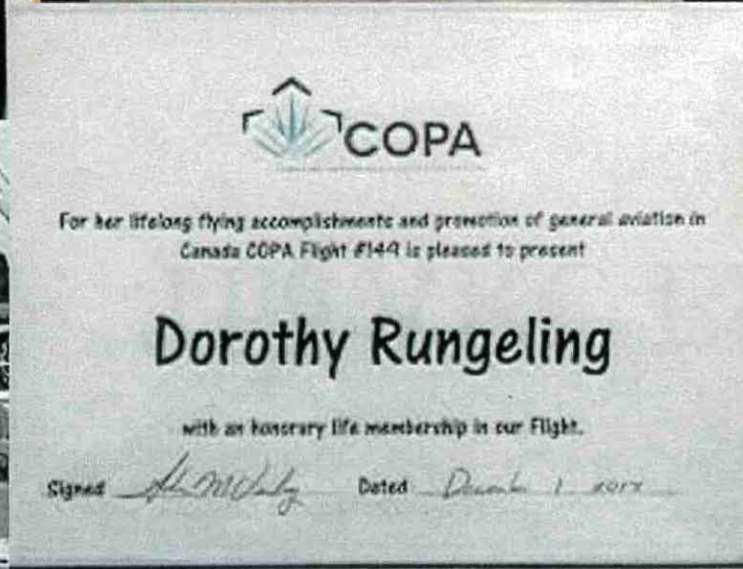 COPA
For her lifelong flying accomplishments and promotion of general aviation in
Canada COPA Flight #149 is pleased to present
Dorothy Rungeling
with an honorary life membership in our Flight.
Signed Dated December 1